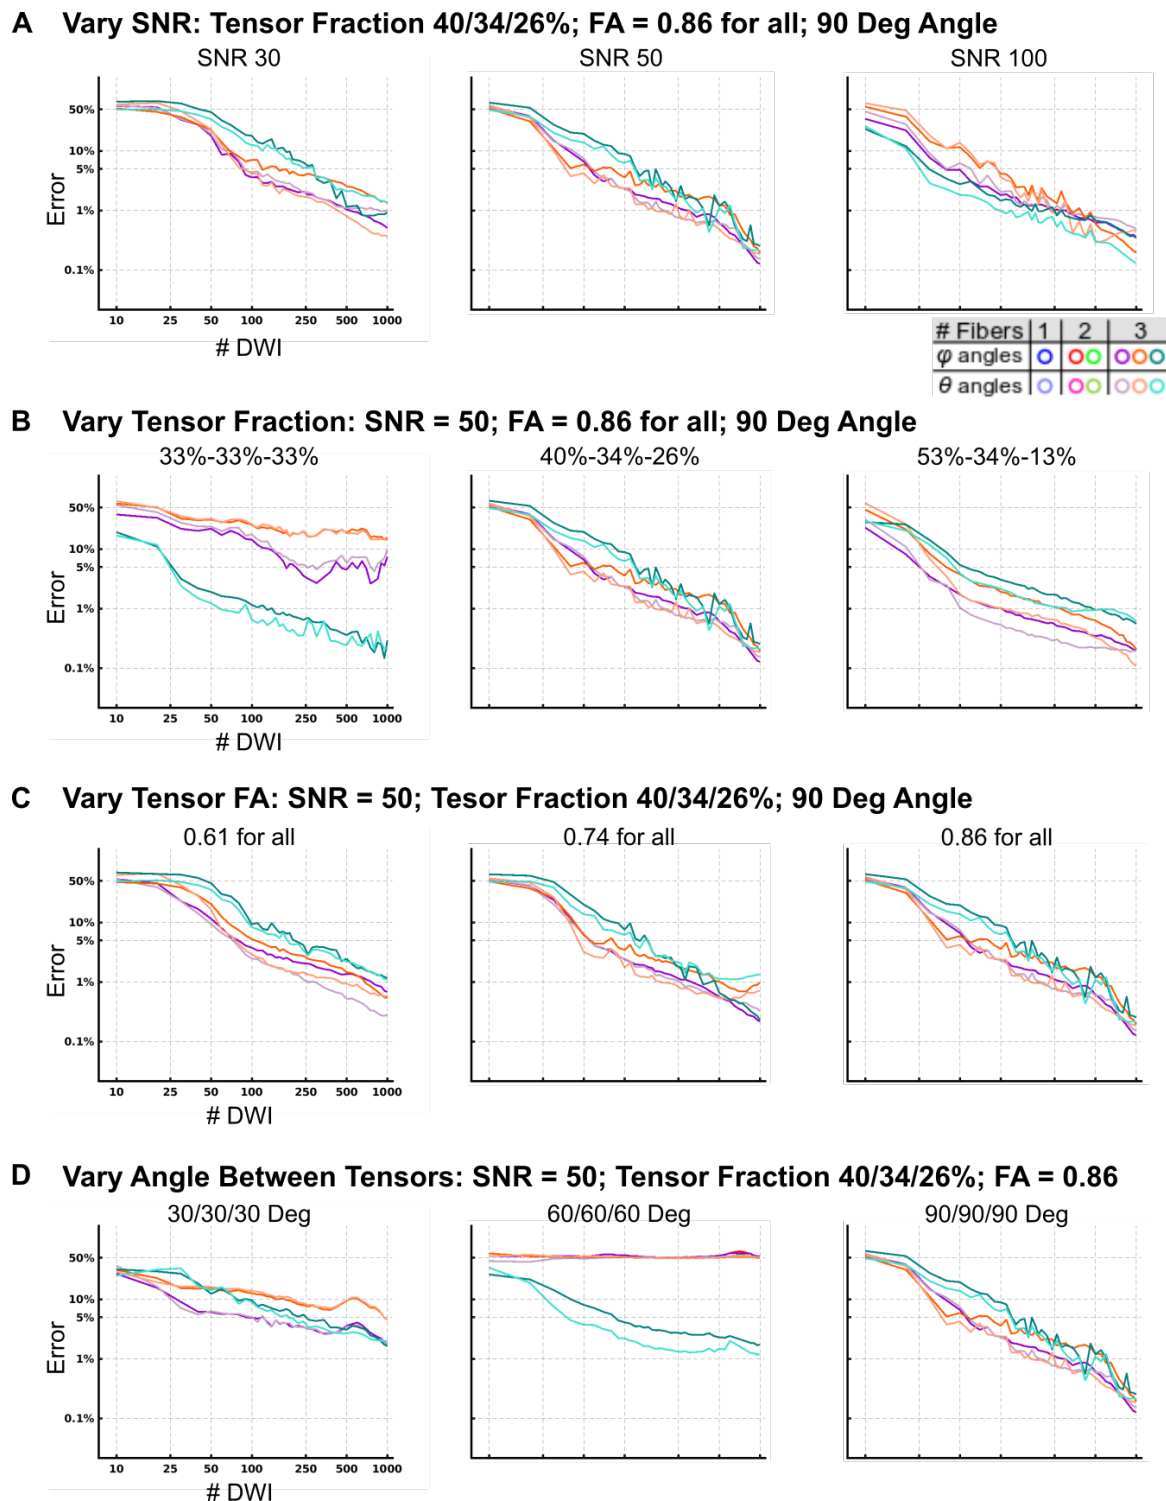 A Vary SNR: Tensor Fraction 40/34/26%; FA = 0.86 for all; 90 Deg Angle
SNR 30 SNR 50 SNR 100
50%
10%
5%
1%
0.1%
Error
10 25 50 100 250 500 1000
# DWI
# Fibers 1 2 3
φ angles
θ angles
B Vary Tensor Fraction: SNR = 50; FA = 0.86 for all; 90 Deg Angle
33%-33%-33% 40%-34%-26% 53%-34%-13%
50%
10%
5%
1%
0.1%
Error
10 25 50 100 250 500 1000
# DWI
C Vary Tensor FA: SNR = 50; Tesor Fraction 40/34/26%; 90 Deg Angle
0.61 for all 0.74 for all 0.86 for all
50%
10%
5%
1%
0.1%
Error
10 25 50 100 250 500 1000
# DWI
D Vary Angle Between Tensors: SNR = 50; Tensor Fraction 40/34/26%; FA = 0.86
30/30/30 Deg 60/60/60 Deg 90/90/90 Deg
50%
10%
5%
1%
0.1%
Error
10 25 50 100 250 500 1000
# DWI